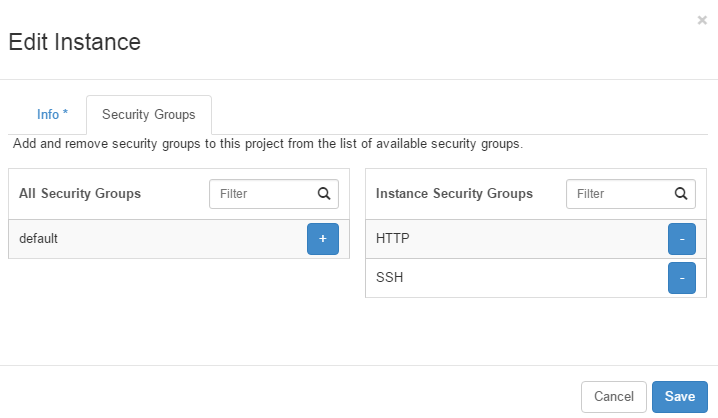 ×
Edit Instance
Info * Security Groups
Add and remove security groups to this project from the list of available security groups.
All Security Groups Filter
default +
Instance Security Groups Filter
HTTP -
SSH -
Cancel Save